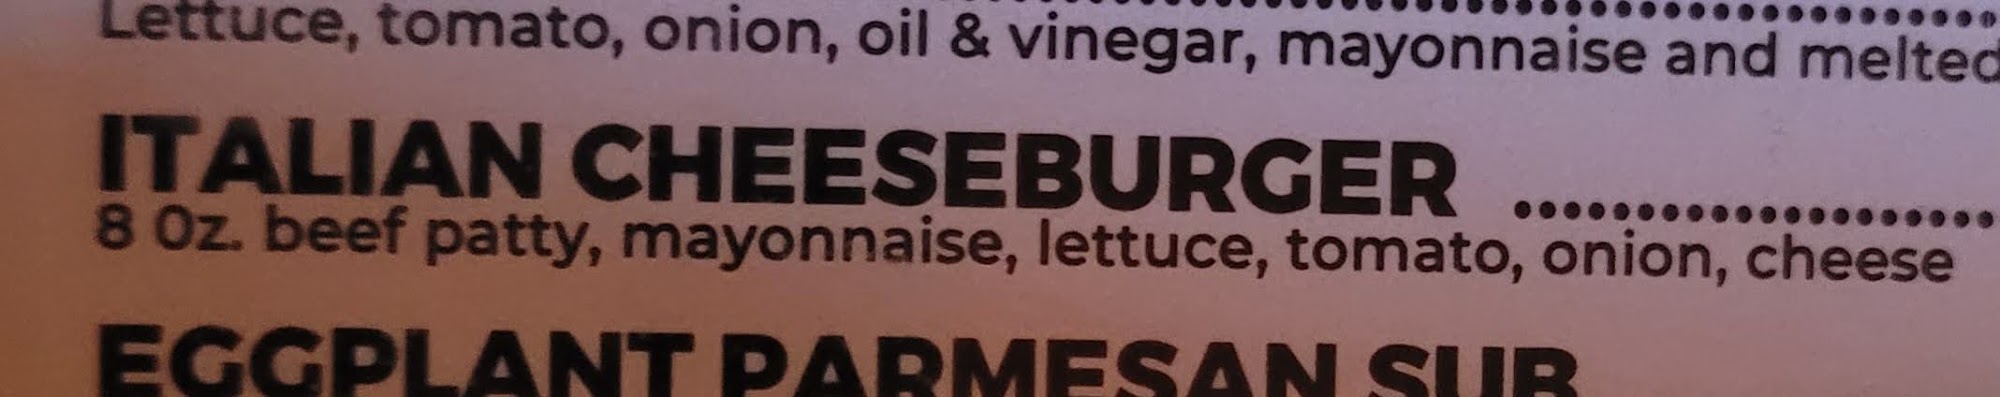 Lettuce, tomato, onion, oil & vinegar, mayonnaise and melted
ITALIAN CHEESEBURGER ....................
8 Oz. beef patty, mayonnaise, lettuce, tomato, onion, cheese
EGGPLANT PARMESAN SUB